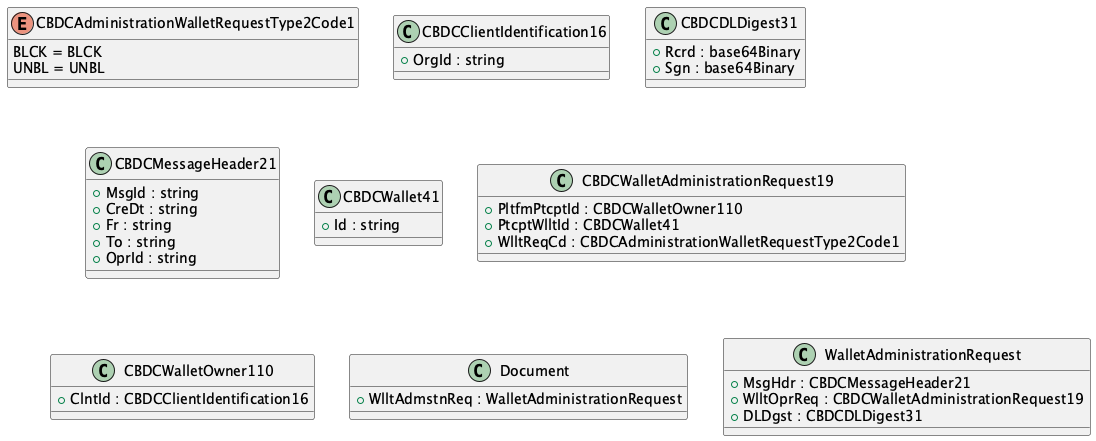 E CBDCAdministrationWalletRequestType2Code1
BLCK = BLCK
UNBL = UNBL
C CBDCClientIdentification16
OrgId : string
C CBDCDLDigest31
Rcrd : base64Binary
Sgn : base64Binary
C CBDCMessageHeader21
MsgId : string
CreDt : string
Fr : string
To : string
OprId : string
C CBDCWallet41
Id : string
C CBDCWalletAdministrationRequest19
PltfmPtcptId : CBDCWalletOwner110
PtcptWlltId : CBDCWallet41
WlltReqCd : CBDCAdministrationWalletRequestType2Code1
C CBDCWalletOwner110
ClntId : CBDCClientIdentification16
C Document
WlltAdmstnReq : WalletAdministrationRequest
C WalletAdministrationRequest
MsgHdr : CBDCMessageHeader21
WlltOprReq : CBDCWalletAdministrationRequest19
DLDgst : CBDCDLDigest31